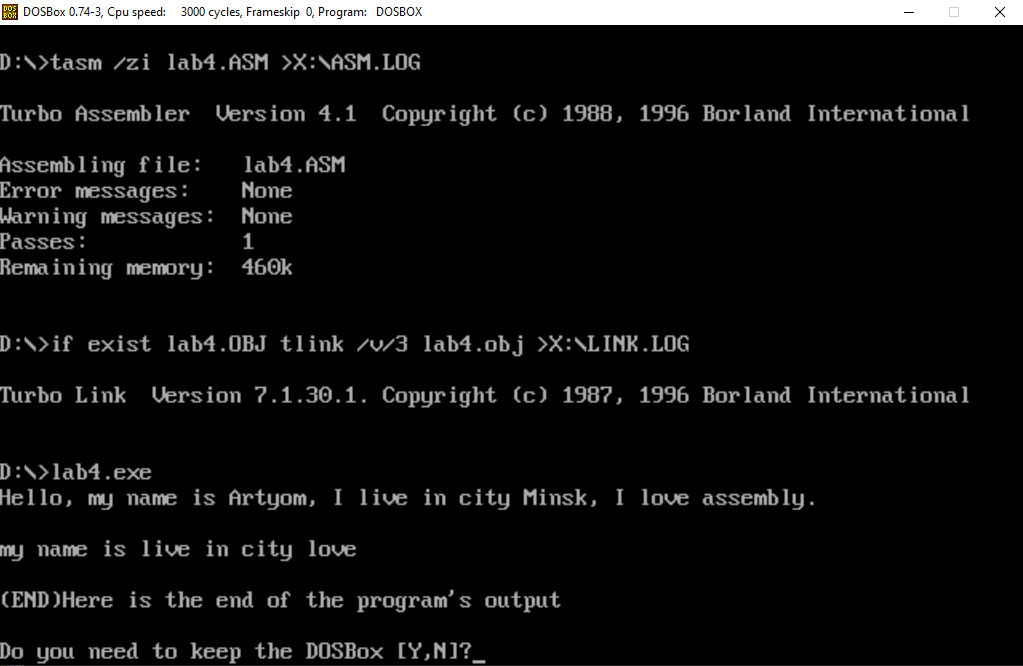 DOS BOX DOSBox 0.74-3, Cpu speed: 3000 cycles, Frameskip 0, Program: DOSBOX
D:\>tasm /zi lab4.ASM >X:\ASM.LOG
Turbo Assembler Version 4.1 Copyright (c) 1988, 1996 Borland International
Assembling file: lab4.ASM
Error messages: None
Warning messages: None
Passes: 1
Remaining memory: 460k
D:\>if exist lab4.OBJ tlink /v/3 lab4.obj >X:\LINK.LOG
Turbo Link Version 7.1.30.1. Copyright (c) 1987, 1996 Borland International
D:\>lab4.exe
Hello, my name is Artyom, I live in city Minsk, I love assembly.
my name is live in city love
(END)Here is the end of the program's output
Do you need to keep the DOSBox [Y,N]?_